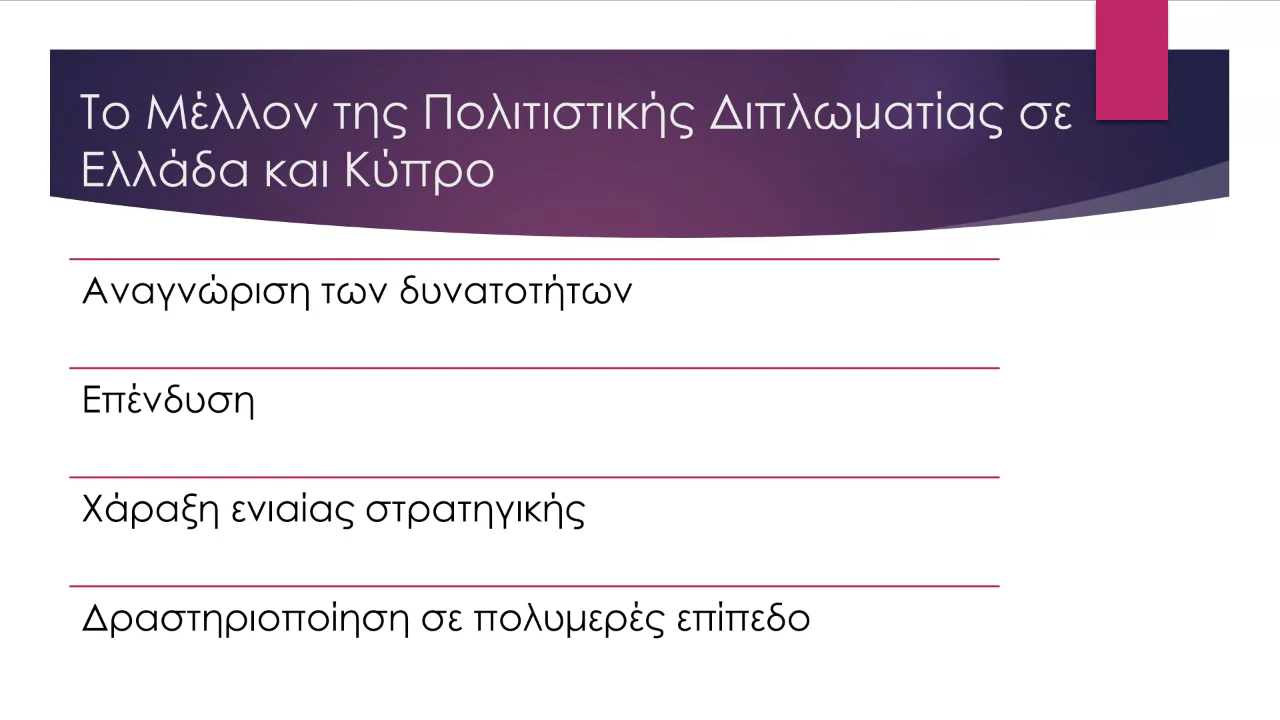 Το Μέλλον της Πολιτιστικής Διπλωματίας σε
Ελλάδα και Κύπρο
Αναγνώριση των δυνατοτήτων
Επένδυση
Χάραξη ενιαίας στρατηγικής
Δραστηριοποίηση σε πολυμερές επίπεδο